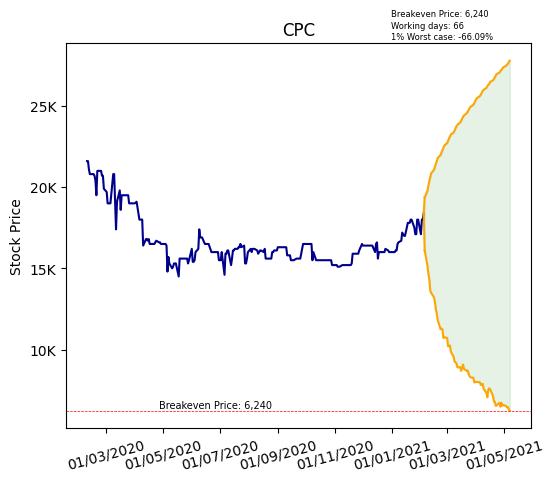 Breakeven Price: 6,240
Working days: 66
1% Worst case: -66.09%
CPC
Stock Price
25K
20K
15K
10K
Breakeven Price: 6,240
01/03/2020
01/05/2020
01/07/2020
01/09/2020
01/11/2020
01/01/2021
01/03/2021
01/05/2021